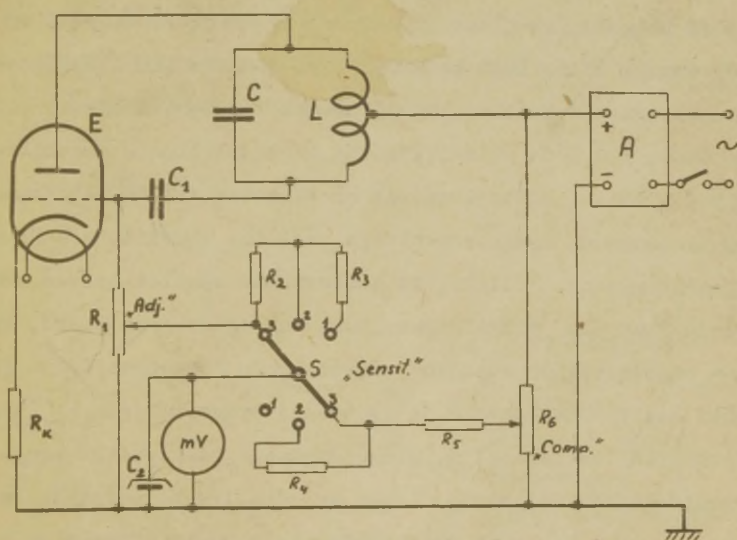 E
C
L
C₁
+
A
−
~
R₂
R₃
R₁
„Adj."
3
2
1
S
„Sensit."
1
2
3
mV
Rₖ
C₂
R₄
R₅
R₆
„Comp."